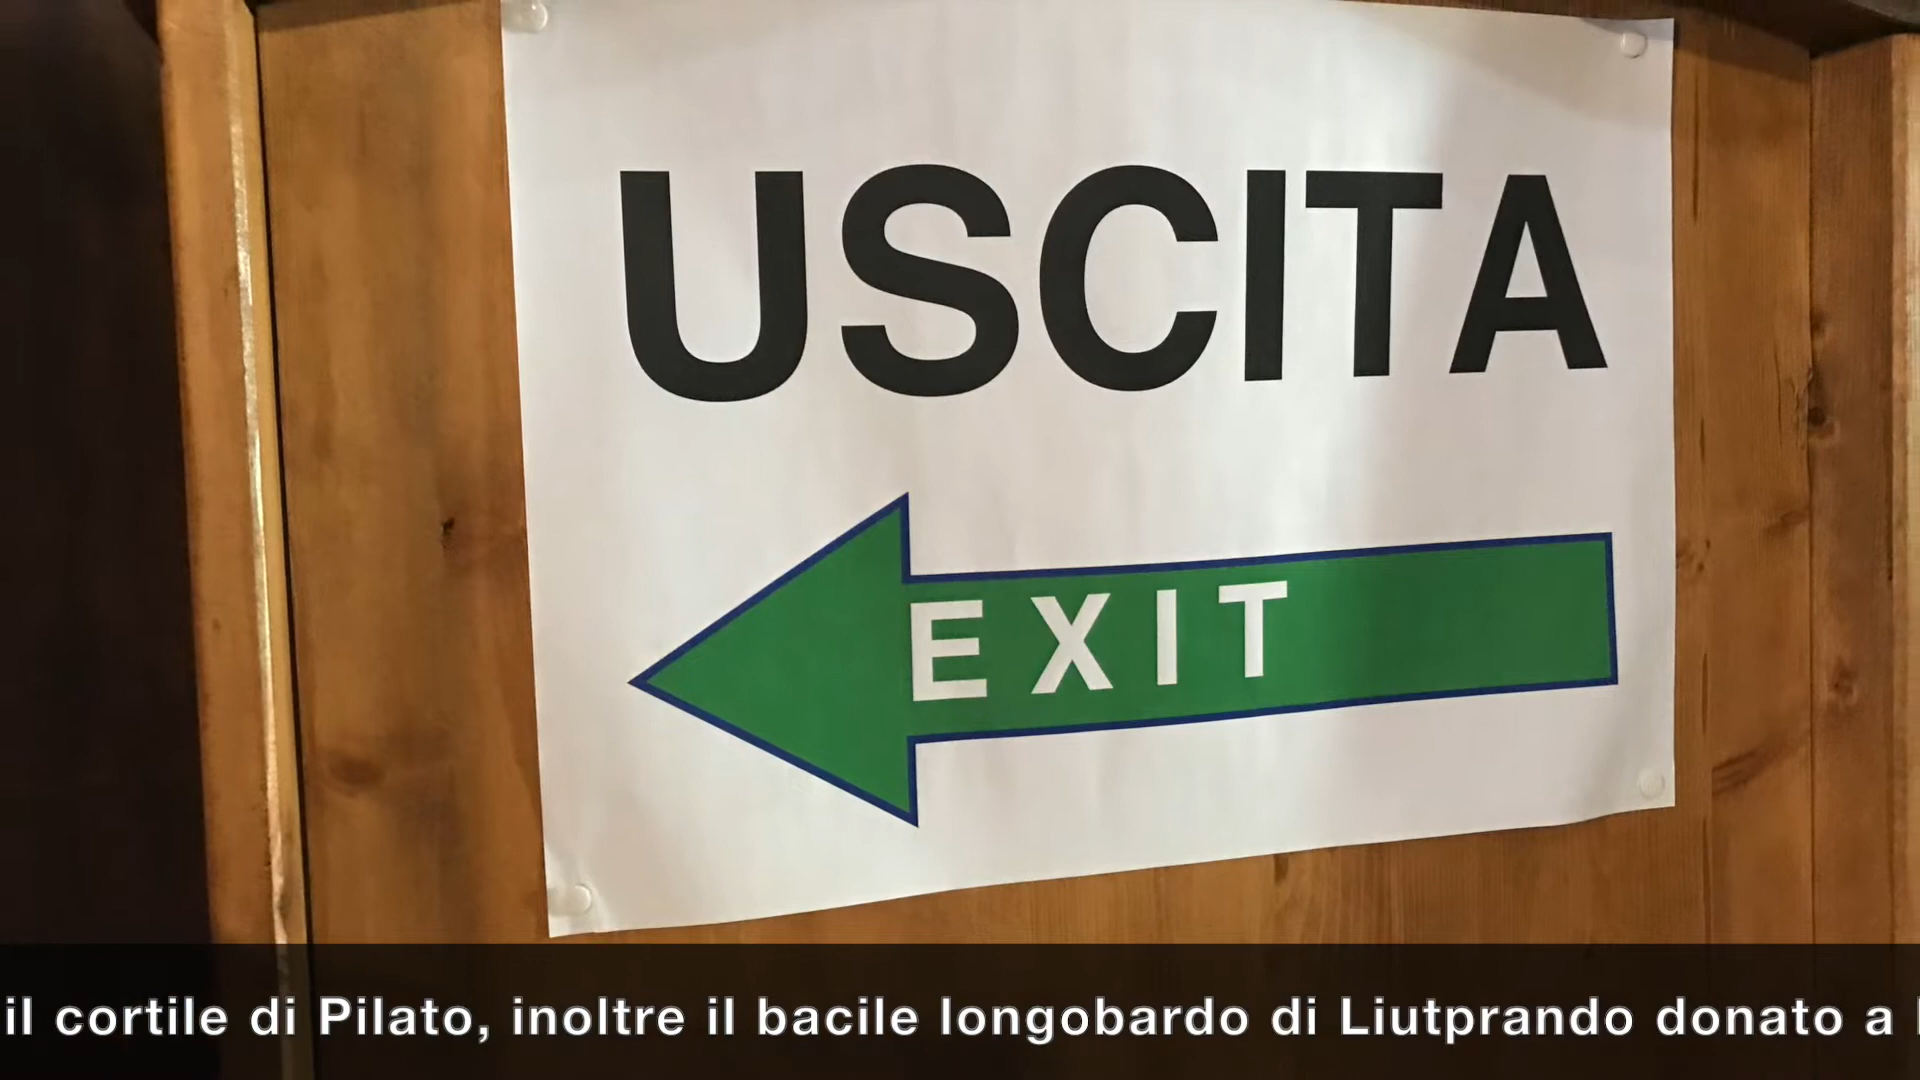 USCITA
EXIT
il cortile di Pilato, inoltre il bacile longobardo di Liutprando donato a